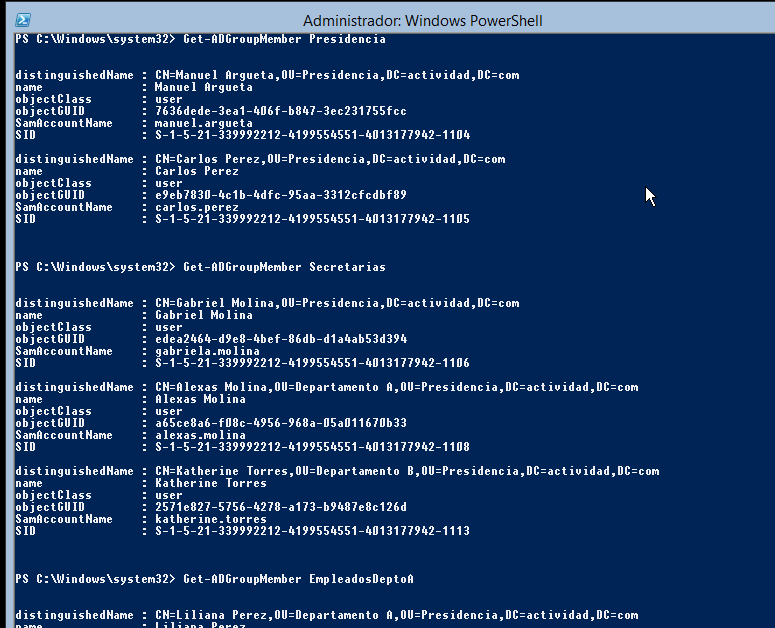 Administrador: Windows PowerShell
PS C:\Windows\system32> Get-ADGroupMember Presidencia
distinguishedName : CN=Manuel Argueta,OU=Presidencia,DC=actividad,DC=com
name : Manuel Argueta
objectClass : user
objectGUID : 7636dede-3ea1-406f-b847-3ec231755fcc
SamAccountName : manuel.argueta
SID : S-1-5-21-339992212-4199554551-4013177942-1104
distinguishedName : CN=Carlos Perez,OU=Presidencia,DC=actividad,DC=com
name : Carlos Perez
objectClass : user
objectGUID : e9eb7830-4c1b-4dfc-95aa-3312cfcdbf89
SamAccountName : carlos.perez
SID : S-1-5-21-339992212-4199554551-4013177942-1105
PS C:\Windows\system32> Get-ADGroupMember Secretarias
distinguishedName : CN=Gabriel Molina,OU=Presidencia,DC=actividad,DC=com
name : Gabriel Molina
objectClass : user
objectGUID : edea2464-d9e8-4bef-86db-d1a4ab53d394
SamAccountName : gabriela.molina
SID : S-1-5-21-339992212-4199554551-4013177942-1106
distinguishedName : CN=Alexas Molina,OU=Departamento A,OU=Presidencia,DC=actividad,DC=com
name : Alexas Molina
objectClass : user
objectGUID : a65ce8a6-f08c-4956-968a-05a011670b33
SamAccountName : alexas.molina
SID : S-1-5-21-339992212-4199554551-4013177942-1108
distinguishedName : CN=Katherine Torres,OU=Departamento B,OU=Presidencia,DC=actividad,DC=com
name : Katherine Torres
objectClass : user
objectGUID : 2571e827-5756-4278-a173-b9487e8c126d
SamAccountName : katherine.torres
SID : S-1-5-21-339992212-4199554551-4013177942-1113
PS C:\Windows\system32> Get-ADGroupMember EmpleadosDeptoA
distinguishedName : CN=Liliana Perez,OU=Departamento A,OU=Presidencia,DC=actividad,DC=com
name : Liliana Perez